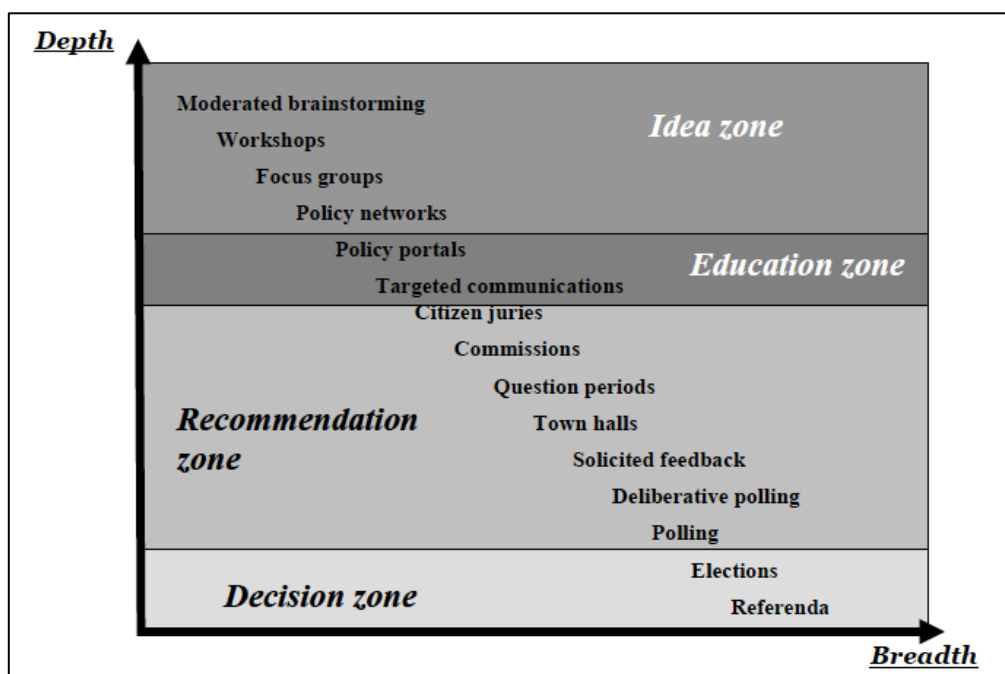 Depth
Moderated brainstorming
Idea zone
Workshops
Focus groups
Policy networks
Policy portals
Education zone
Targeted communications
Citizen juries
Commissions
Question periods
Recommendation
zone
Town halls
Solicited feedback
Deliberative polling
Polling
Elections
Decision zone
Referenda
Breadth